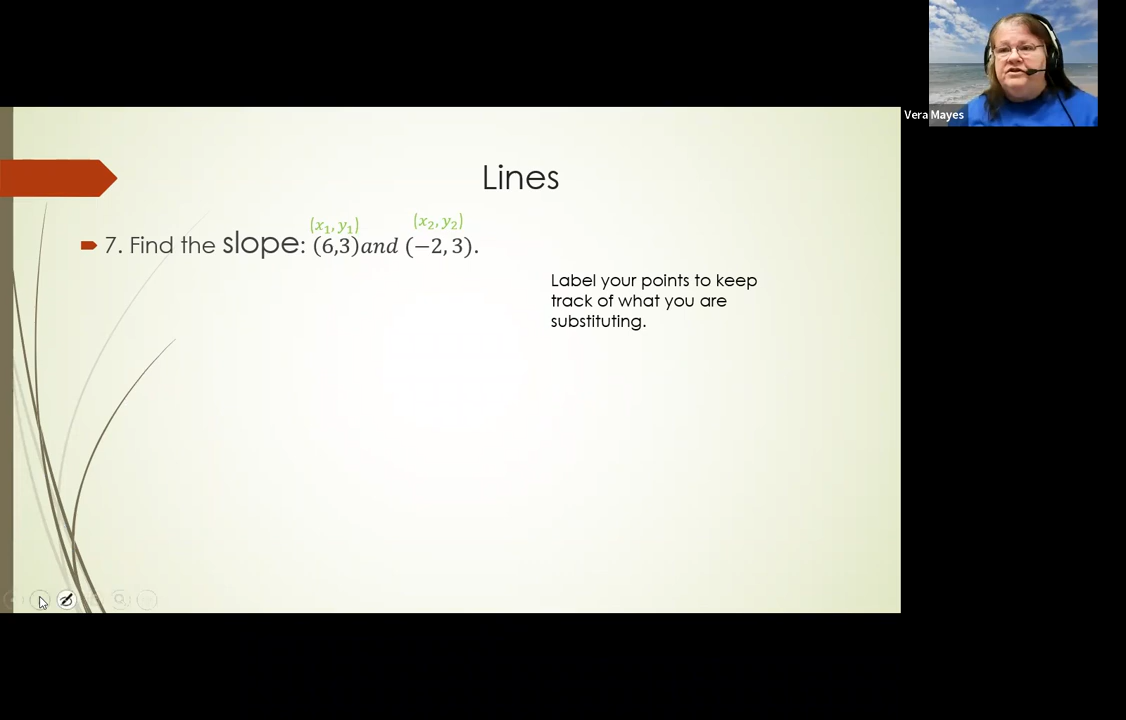 Vera Mayes
Lines
(x₁, y₁) (x₂, y₂)
7. Find the slope: (6,3)and (−2, 3).
Label your points to keep
track of what you are
substituting.